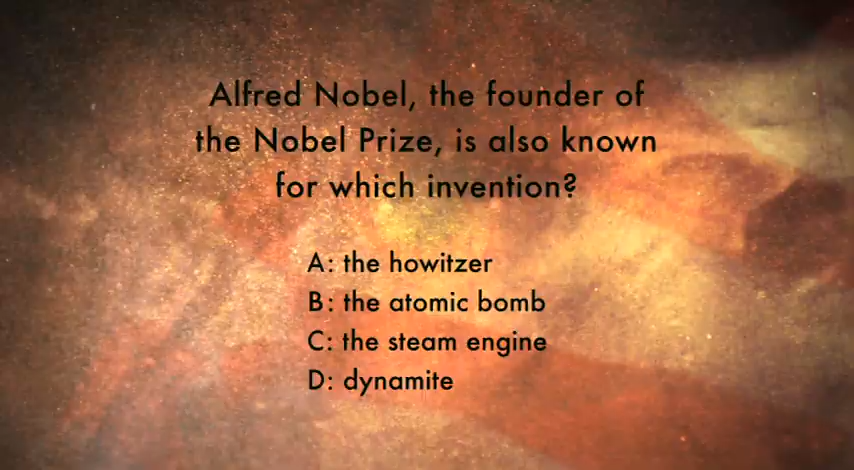 Alfred Nobel, the founder of
the Nobel Prize, is also known
for which invention?
A: the howitzer
B: the atomic bomb
C: the steam engine
D: dynamite